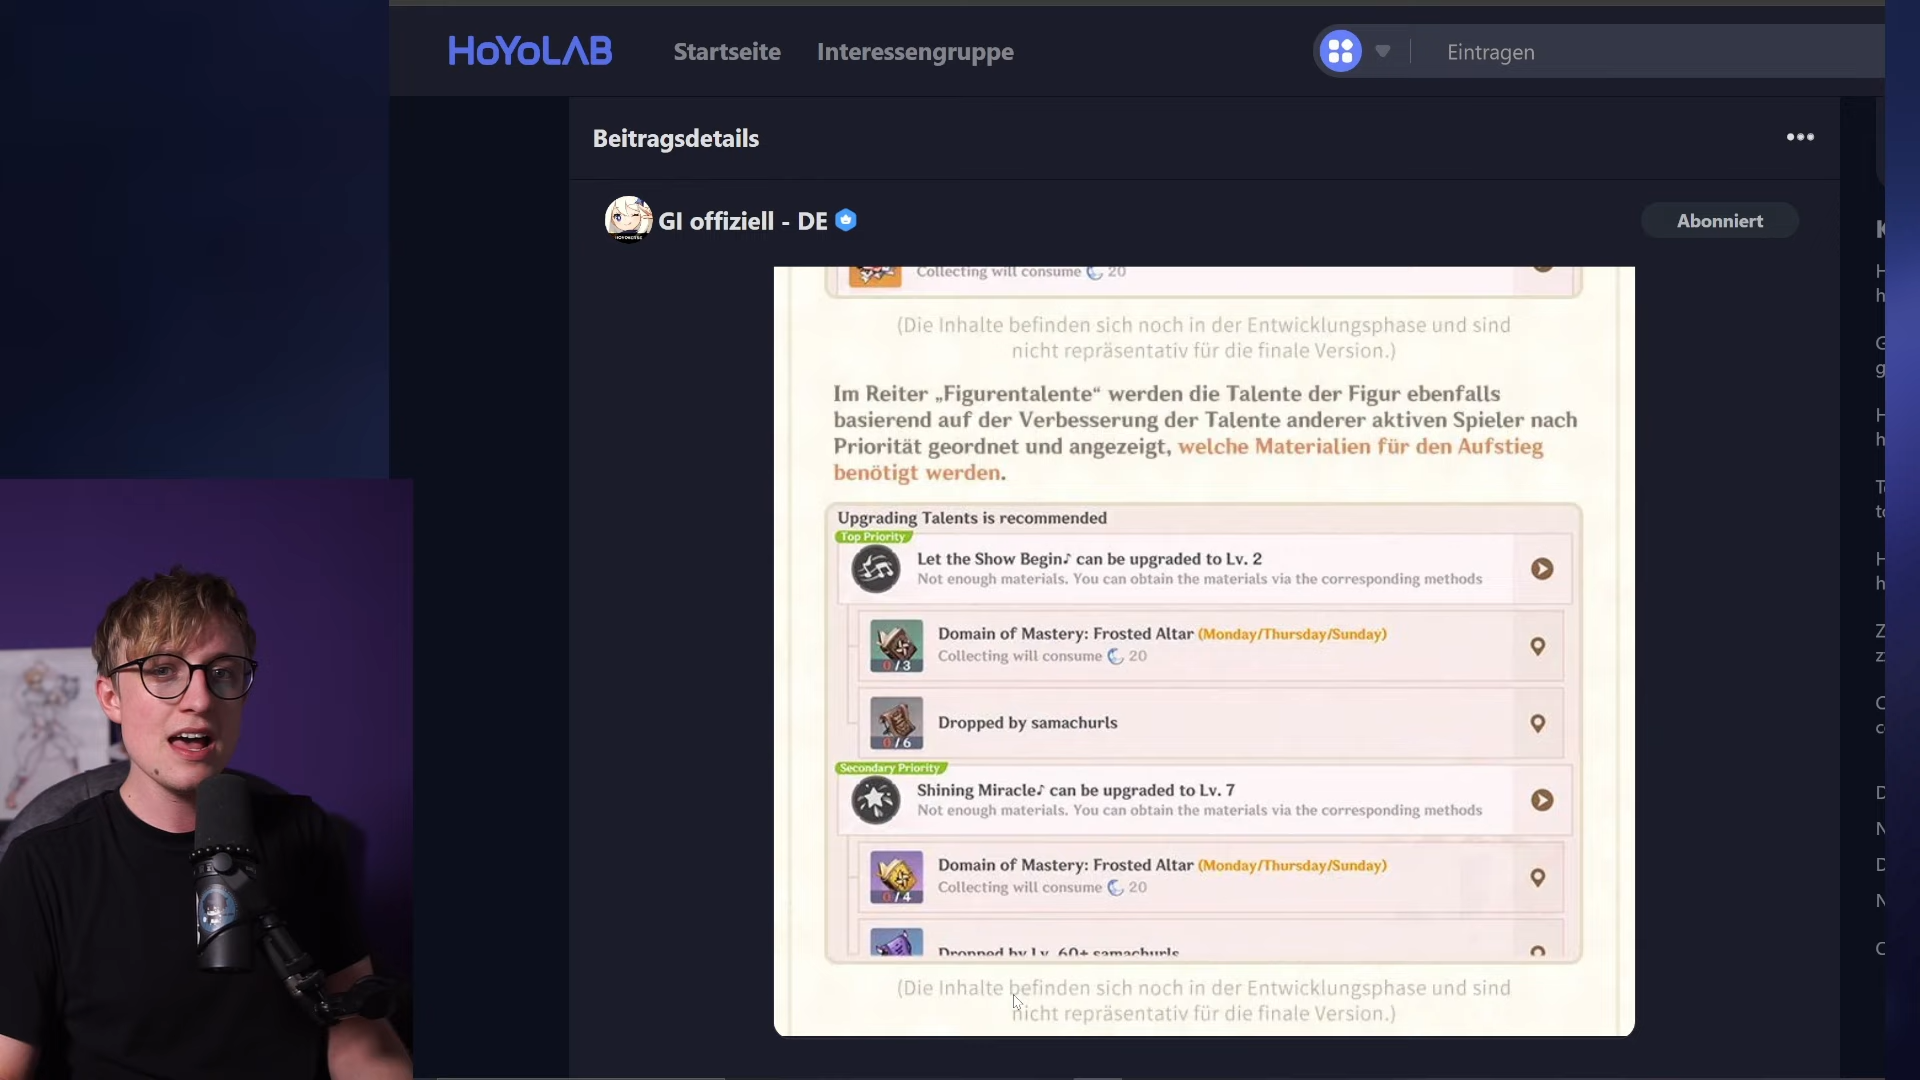 HoYoLAB
Startseite
Interessengruppe
Eintragen
Beitragsdetails
GI offiziell - DE
Abonniert
Collecting will consume 20
(Die Inhalte befinden sich noch in der Entwicklungsphase und sind
nicht repräsentativ für die finale Version.)
Im Reiter „Figurentalente“ werden die Talente der Figur ebenfalls
basierend auf der Verbesserung der Talente anderer aktiven Spieler nach
Priorität geordnet und angezeigt, welche Materialien für den Aufstieg
benötigt werden.
Upgrading Talents is recommended
Top Priority
Let the Show Begin♪ can be upgraded to Lv. 2
Not enough materials. You can obtain the materials via the corresponding methods
Domain of Mastery: Frosted Altar (Monday/Thursday/Sunday)
Collecting will consume 20
0/3
Dropped by samachurls
0/6
Secondary Priority
Shining Miracle♪ can be upgraded to Lv. 7
Not enough materials. You can obtain the materials via the corresponding methods
Domain of Mastery: Frosted Altar (Monday/Thursday/Sunday)
Collecting will consume 20
0/4
Dropped by Lv. 60+ samachurls
(Die Inhalte befinden sich noch in der Entwicklungsphase und sind
nicht repräsentativ für die finale Version.)